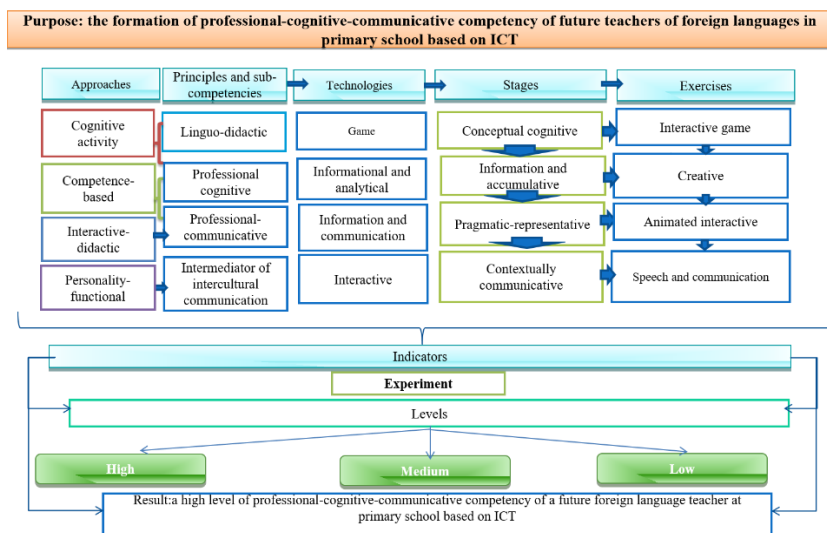 Purpose: the formation of professional-cognitive-communicative competency of future teachers of foreign languages in
primary school based on ICT
Approaches
Principles and sub-
competencies
Technologies
Stages
Exercises
Cognitive
activity
Linguo-didactic
Game
Conceptual cognitive
Interactive game
Competence-
based
Professional
cognitive
Informational and
analytical
Information and
accumulative
Creative
Interactive-
didactic
Professional-
communicative
Information and
communication
Pragmatic-representative
Animated interactive
Personality-
functional
Intermediator of
intercultural
communication
Interactive
Contextually
communicative
Speech and communication
Indicators
Experiment
Levels
High
Medium
Low
Result:a high level of professional-cognitive-communicative competency of a future foreign language teacher at
primary school based on ICT